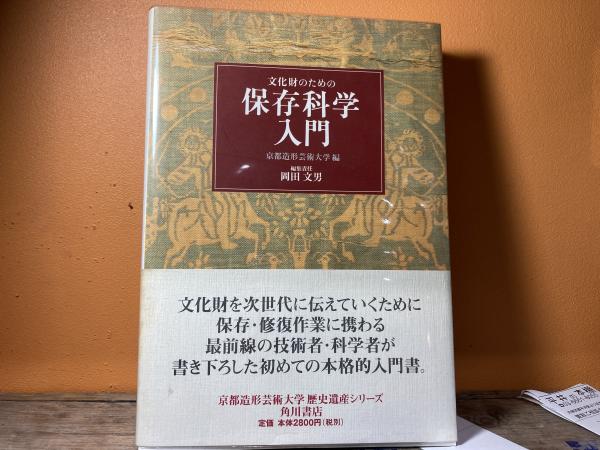 文化財のための
保存科学
入門
京都造形芸術大学 編
編集責任
岡田 文男
文化財を次世代に伝えていくために
保存・修復作業に携わる
最前線の技術者・科学者が
書き下ろした初めての本格的入門書。
京都造形芸術大学 歴史遺産シリーズ
角川書店
定価 本体2800円(税別)